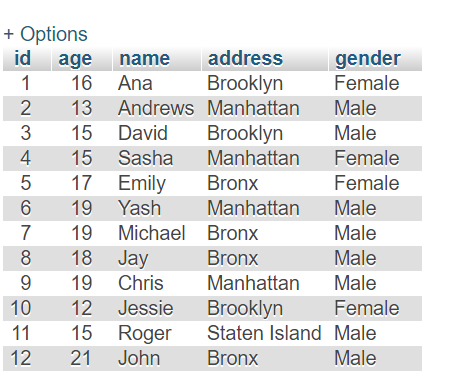 + Options
id age name address gender
1 16 Ana Brooklyn Female
2 13 Andrews Manhattan Male
3 15 David Brooklyn Male
4 15 Sasha Manhattan Female
5 17 Emily Bronx Female
6 19 Yash Manhattan Male
7 19 Michael Bronx Male
8 18 Jay Bronx Male
9 19 Chris Manhattan Male
10 12 Jessie Brooklyn Female
11 15 Roger Staten Island Male
12 21 John Bronx Male